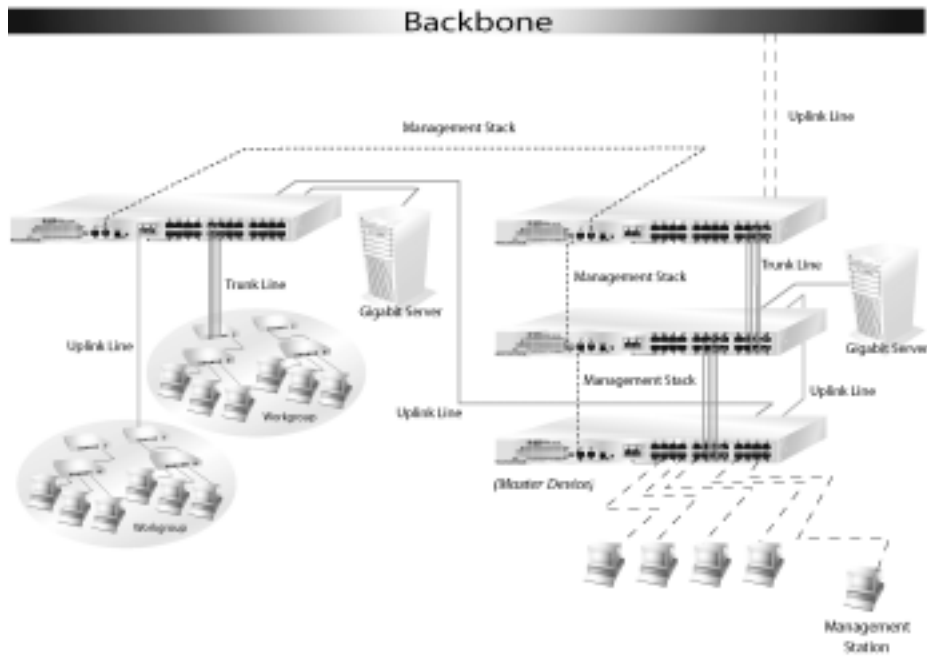 Backbone
Uplink Line
Management Stack
Management Stack
Trunk Line
Gigabit Server
Trunk Line
Gigabit Server
Uplink Line
Management Stack
Uplink Line
Workgroup
Uplink Line
(Master Device)
Workgroup
Management
Station